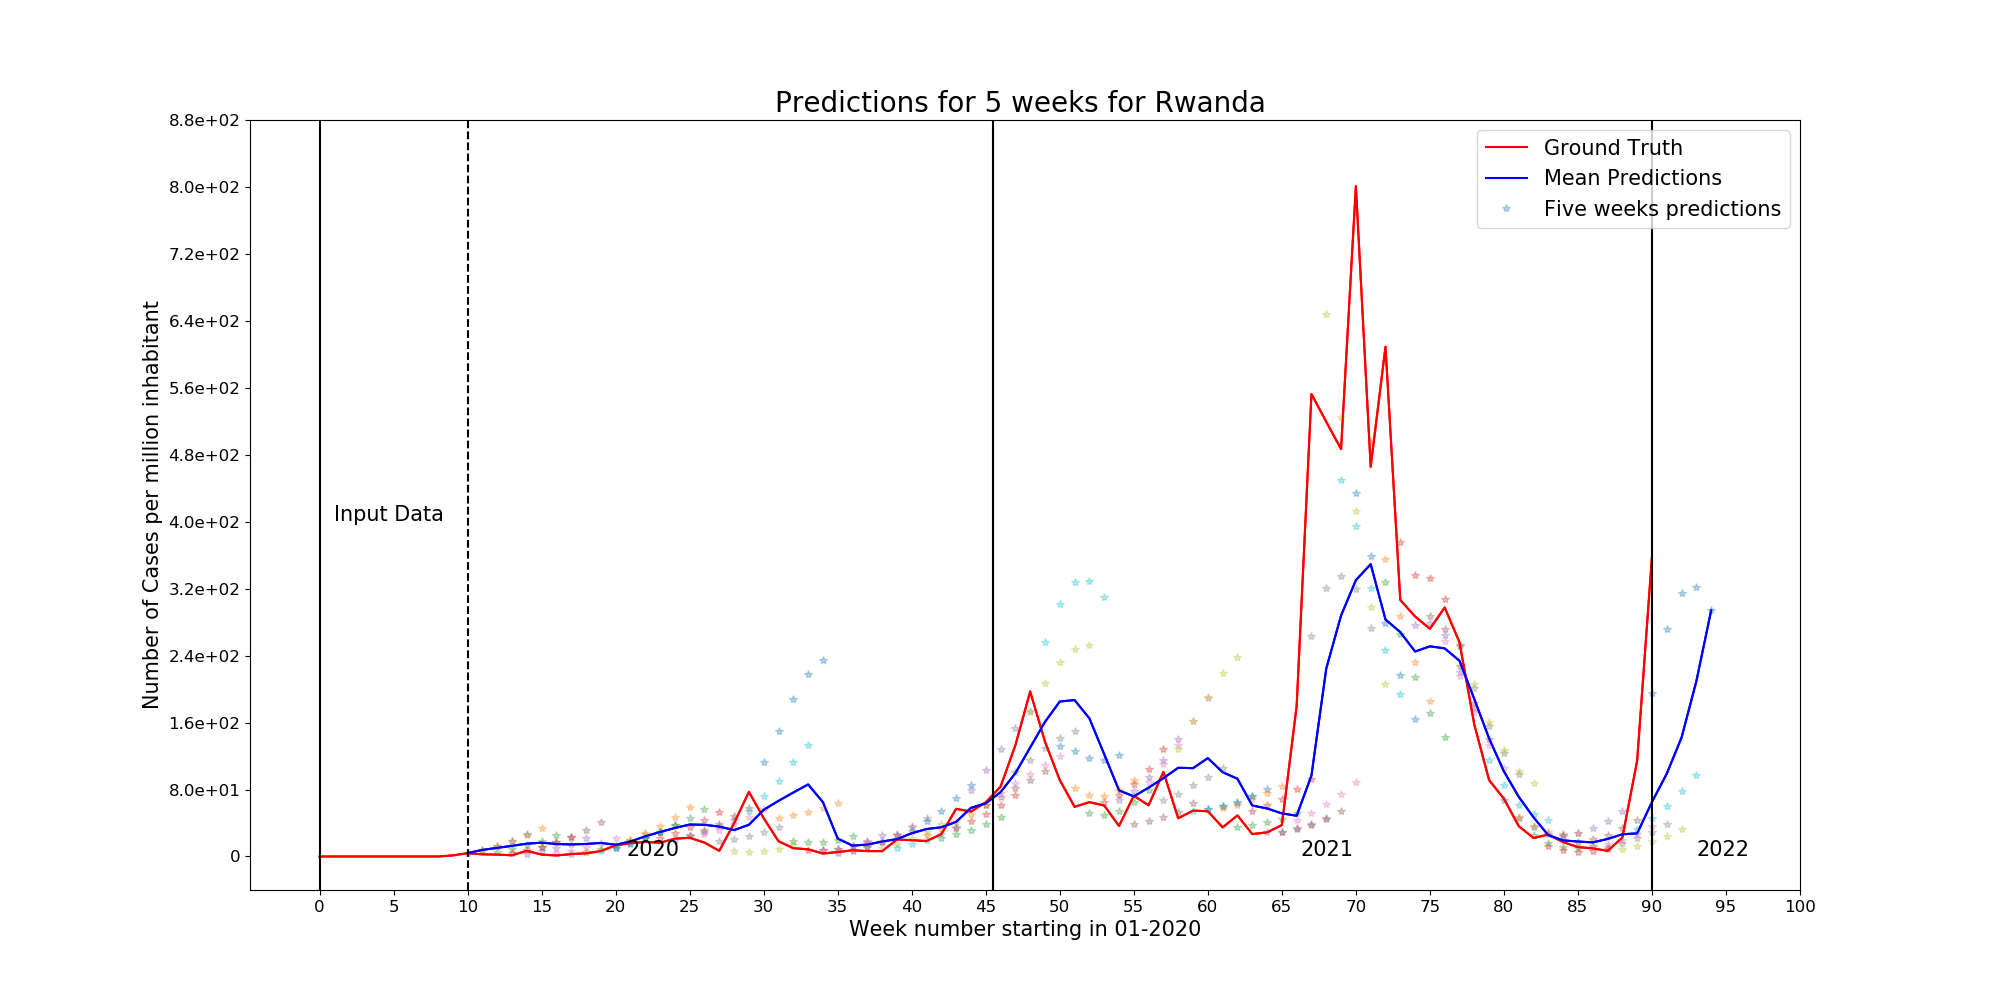 Predictions for 5 weeks for Rwanda
8.8e+02
8.0e+02
7.2e+02
6.4e+02
5.6e+02
4.8e+02
4.0e+02
3.2e+02
2.4e+02
1.6e+02
8.0e+01
0
Number of Cases per million inhabitant
Ground Truth
Mean Predictions
Five weeks predictions
Input Data
2020
2021
2022
0 5 10 15 20 25 30 35 40 45 50 55 60 65 70 75 80 85 90 95 100
Week number starting in 01-2020